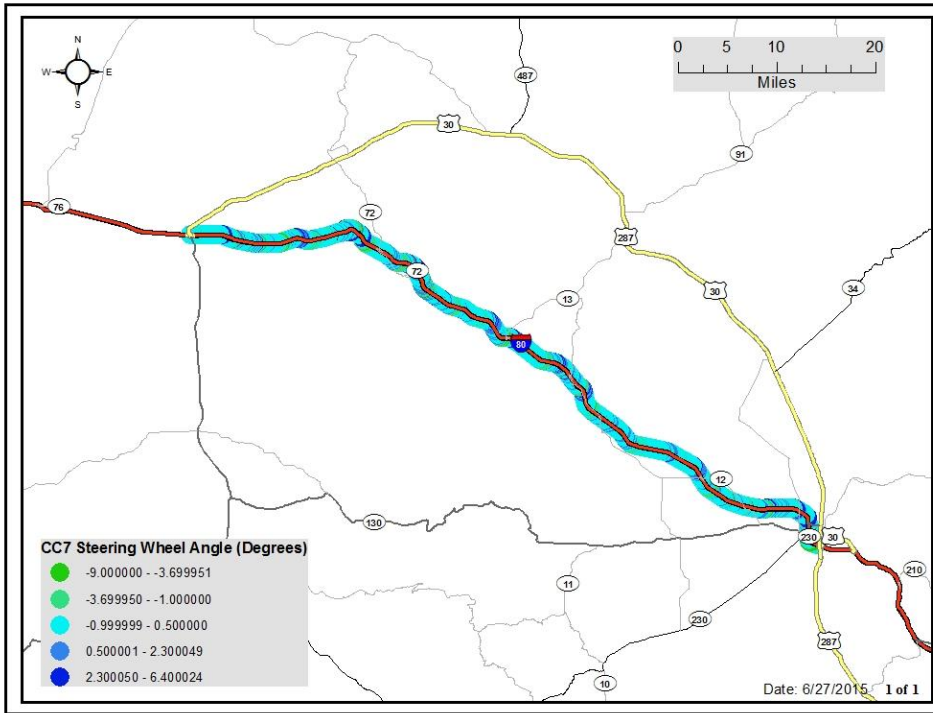 N
W E
S
0 5 10 20
Miles
487
30
91
76
72
287
72
30
34
13
80
12
130
230 30
210
11
230
287
10
CC7 Steering Wheel Angle (Degrees)
-9.000000 - -3.699951
-3.699950 - -1.000000
-0.999999 - 0.500000
0.500001 - 2.300049
2.300050 - 6.400024
Date: 6/27/2015 1 of 1